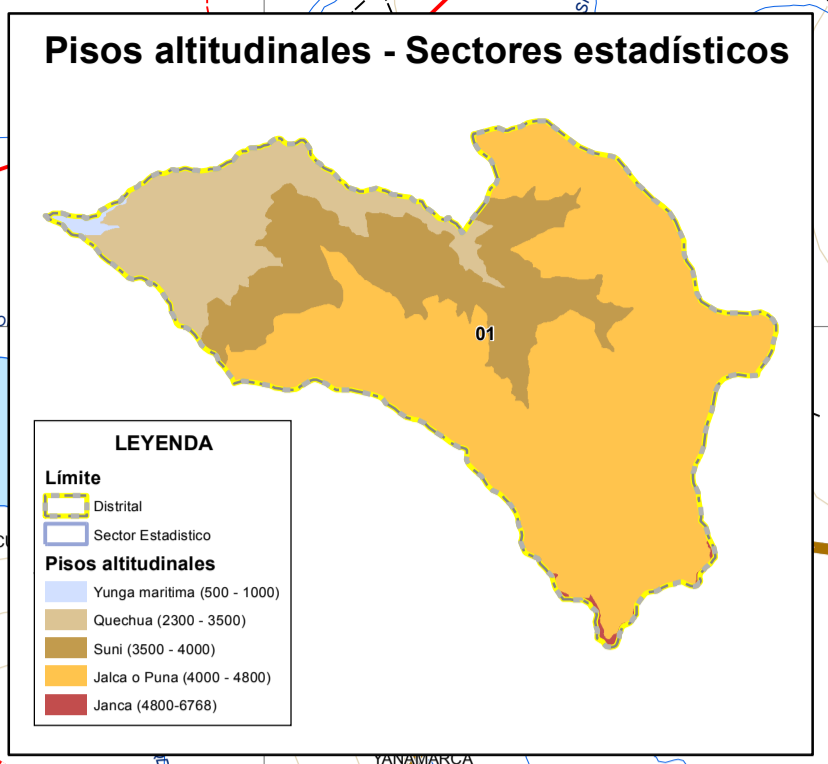 Pisos altitudinales - Sectores estadísticos
01
LEYENDA
Límite
Distrital
Sector Estadistico
Pisos altitudinales
Yunga maritima (500 - 1000)
Quechua (2300 - 3500)
Suni (3500 - 4000)
Jalca o Puna (4000 - 4800)
Janca (4800-6768)
YANAMARCA